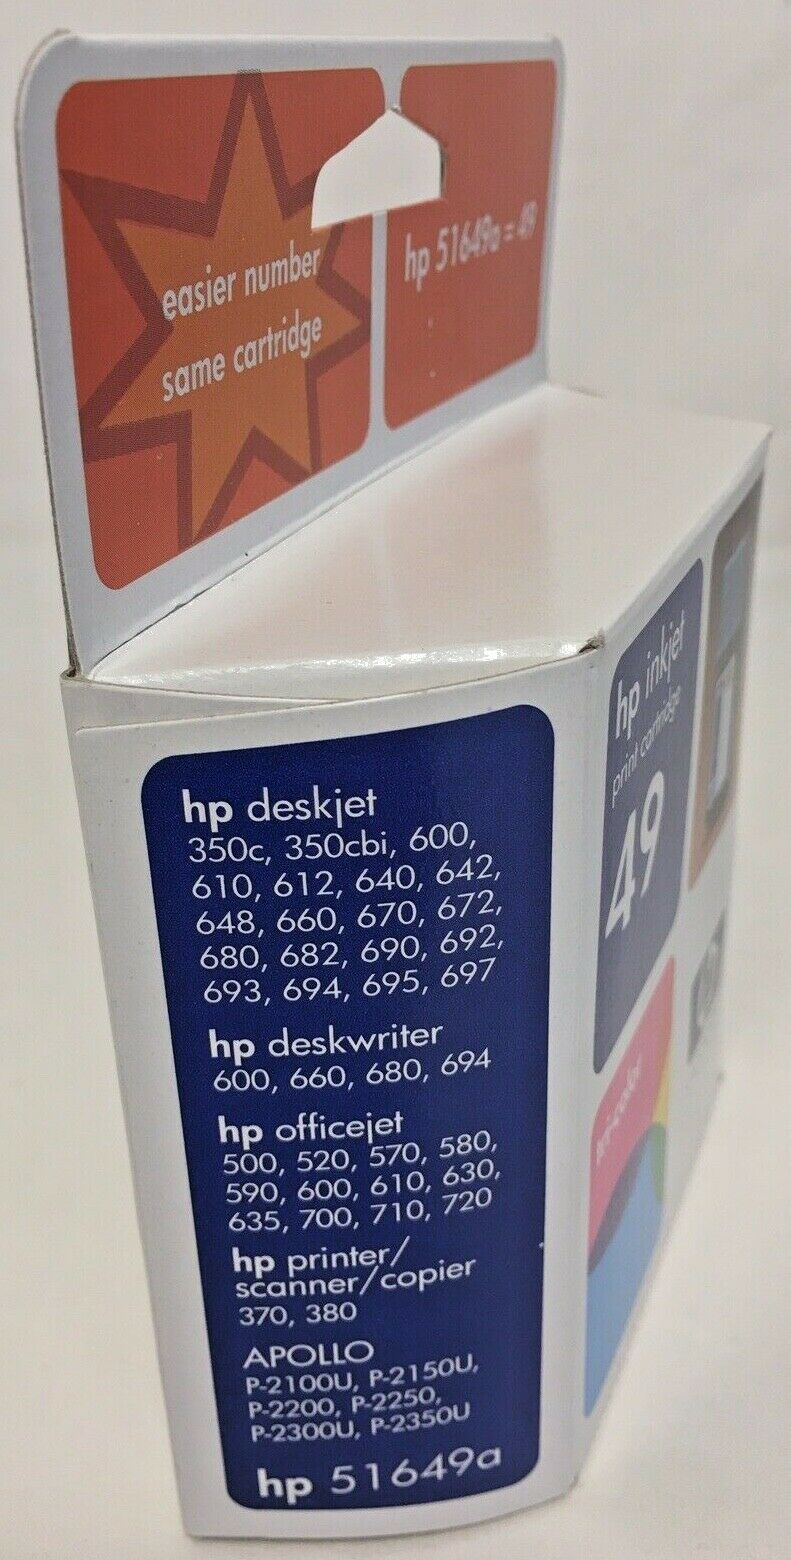 easier number
same cartridge
hp 51649a = 49
hp deskjet
350c, 350cbi, 600,
610, 612, 640, 642,
648, 660, 670, 672,
680, 682, 690, 692,
693, 694, 695, 697
hp deskwriter
600, 660, 680, 694
hp officejet
500, 520, 570, 580,
590, 600, 610, 630,
635, 700, 710, 720
hp printer/
scanner/copier
370, 380
APOLLO
P-2100U, P-2150U,
P-2200, P-2250,
P-2300U, P-2350U
hp 51649a
hp inkjet
print cartridge
49
tri-color